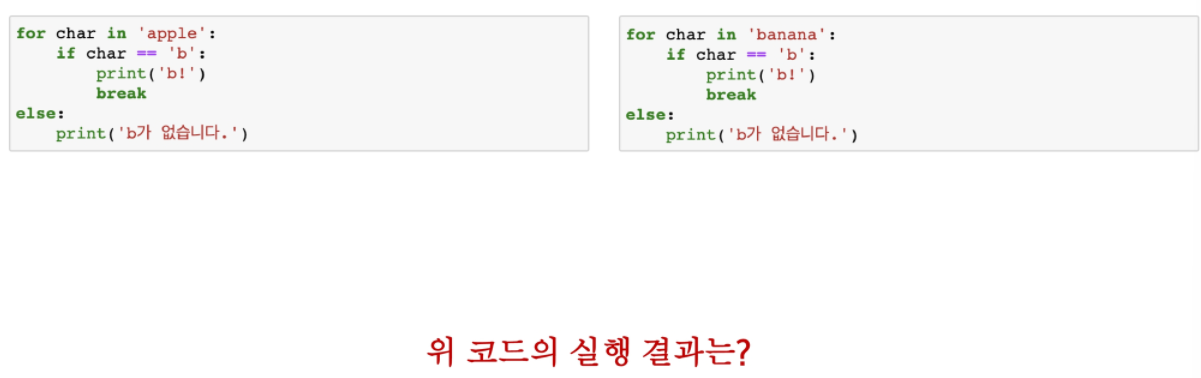 for char in 'apple':
    if char == 'b':
        print('b!')
        break
else:
    print('b가 없습니다.')
for char in 'banana':
    if char == 'b':
        print('b!')
        break
else:
    print('b가 없습니다.')
위 코드의 실행 결과는?